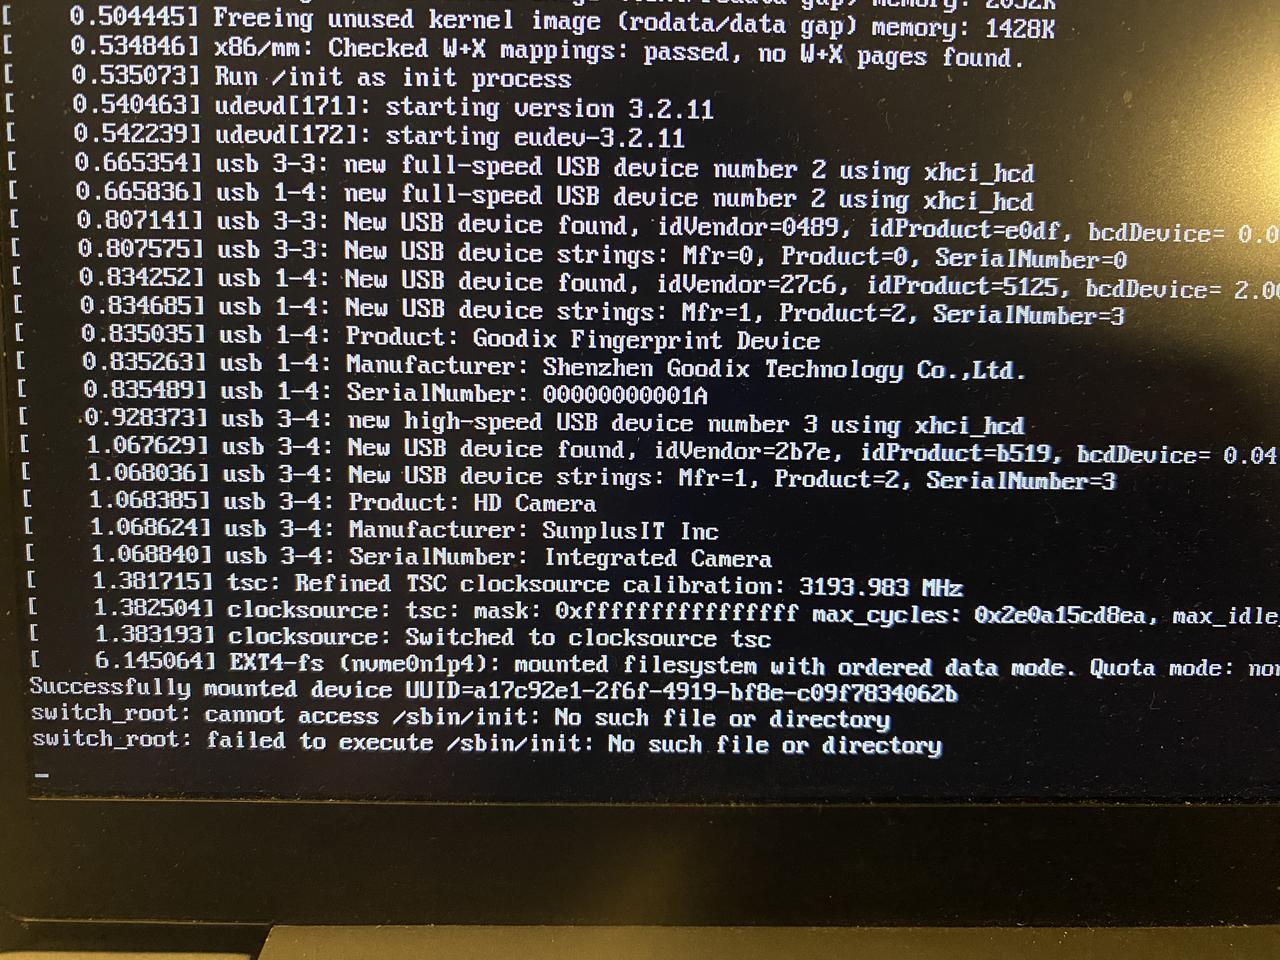 gap) memory: 2032K
[    0.504445] Freeing unused kernel image (rodata/data gap) memory: 1428K
[    0.534846] x86/mm: Checked W+X mappings: passed, no W+X pages found.
[    0.535073] Run /init as init process
[    0.540463] udevd[171]: starting version 3.2.11
[    0.542239] udevd[172]: starting eudev-3.2.11
[    0.665354] usb 3-3: new full-speed USB device number 2 using xhci_hcd
[    0.665836] usb 1-4: new full-speed USB device number 2 using xhci_hcd
[    0.807141] usb 3-3: New USB device found, idVendor=0489, idProduct=e0df, bcdDevice= 0.0
[    0.807575] usb 3-3: New USB device strings: Mfr=0, Product=0, SerialNumber=0
[    0.834252] usb 1-4: New USB device found, idVendor=27c6, idProduct=5125, bcdDevice= 2.00
[    0.834685] usb 1-4: New USB device strings: Mfr=1, Product=2, SerialNumber=3
[    0.835035] usb 1-4: Product: Goodix Fingerprint Device
[    0.835263] usb 1-4: Manufacturer: Shenzhen Goodix Technology Co.,Ltd.
[    0.835489] usb 1-4: SerialNumber: 00000000001A
[    0.928373] usb 3-4: new high-speed USB device number 3 using xhci_hcd
[    1.067629] usb 3-4: New USB device found, idVendor=2b7e, idProduct=b519, bcdDevice= 0.04
[    1.068036] usb 3-4: New USB device strings: Mfr=1, Product=2, SerialNumber=3
[    1.068385] usb 3-4: Product: HD Camera
[    1.068624] usb 3-4: Manufacturer: SunplusIT Inc
[    1.068840] usb 3-4: SerialNumber: Integrated Camera
[    1.381715] tsc: Refined TSC clocksource calibration: 3193.983 MHz
[    1.382504] clocksource: tsc: mask: 0xffffffffffffffff max_cycles: 0x2e0a15cd8ea, max_idle_
[    1.383193] clocksource: Switched to clocksource tsc
[    6.145064] EXT4-fs (nvme0n1p4): mounted filesystem with ordered data mode. Quota mode: non
Successfully mounted device UUID=a17c92e1-2f6f-4919-bf8e-c09f7834062b
switch_root: cannot access /sbin/init: No such file or directory
switch_root: failed to execute /sbin/init: No such file or directory